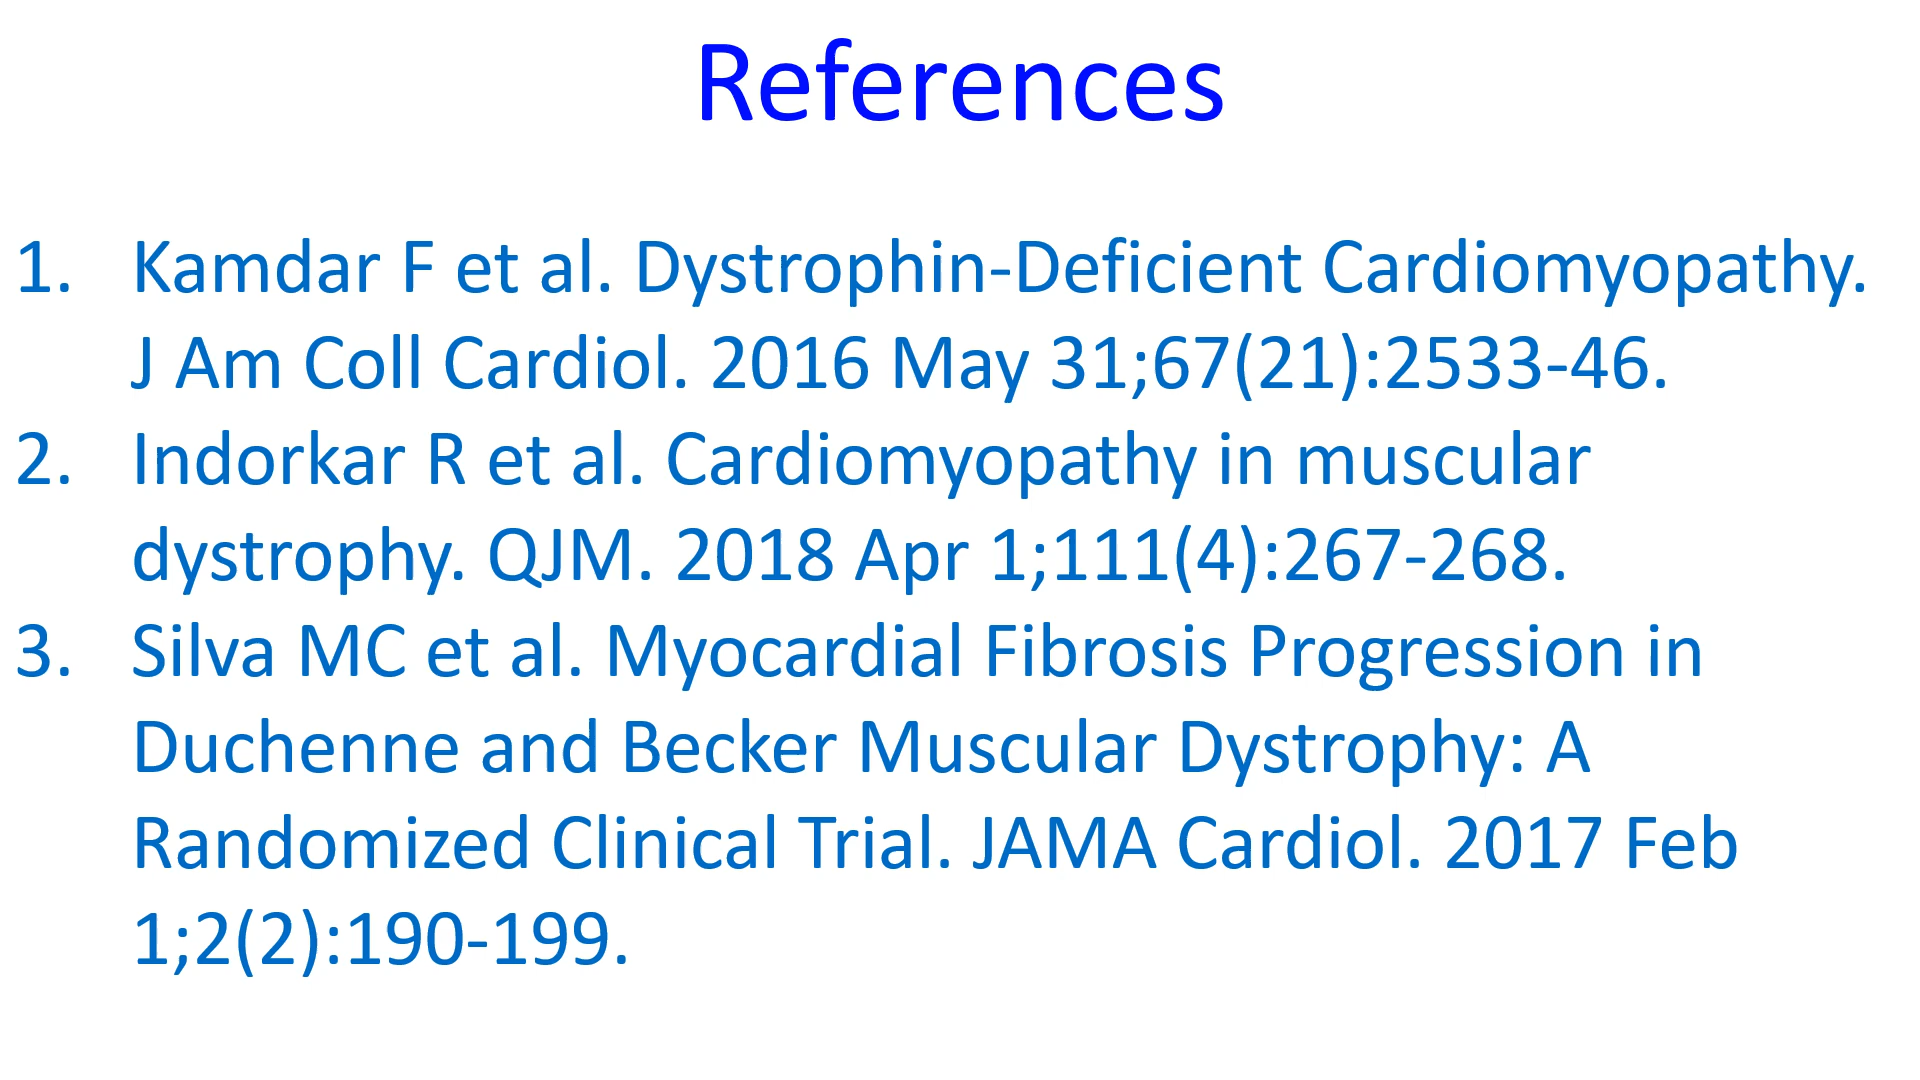 References
1. Kamdar F et al. Dystrophin-Deficient Cardiomyopathy.
J Am Coll Cardiol. 2016 May 31;67(21):2533-46.
2. Indorkar R et al. Cardiomyopathy in muscular
dystrophy. QJM. 2018 Apr 1;111(4):267-268.
3. Silva MC et al. Myocardial Fibrosis Progression in
Duchenne and Becker Muscular Dystrophy: A
Randomized Clinical Trial. JAMA Cardiol. 2017 Feb
1;2(2):190-199.